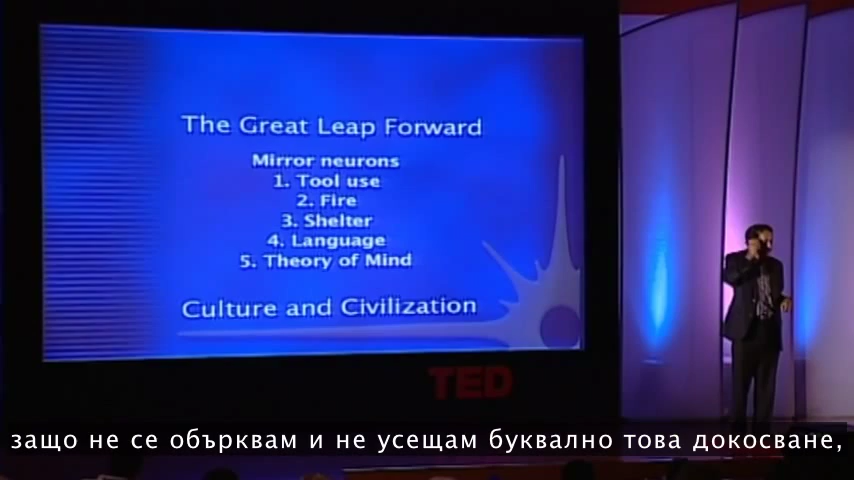 The Great Leap Forward
Mirror neurons
1. Tool use
2. Fire
3. Shelter
4. Language
5. Theory of Mind
Culture and Civilization
TED
защо не се обърквам и не усещам буквално това докосване,